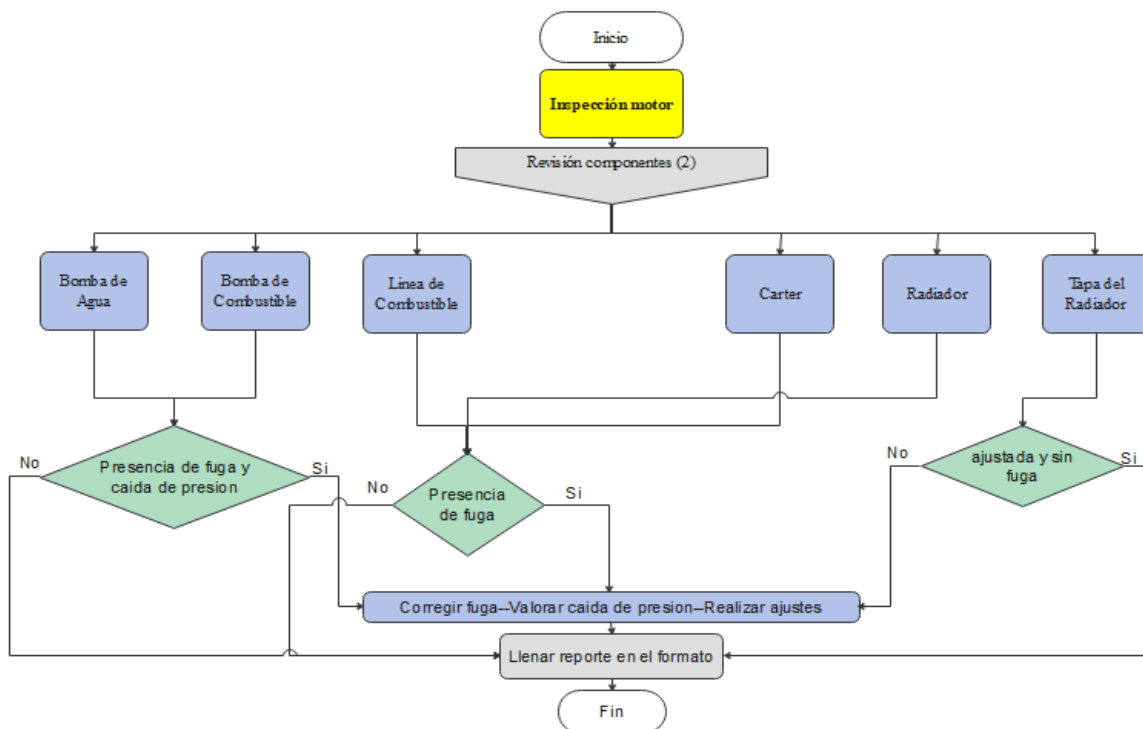 Inicio
Inspección motor
Revisión componentes (2)
Bomba de
Agua
Bomba de
Combustible
Linea de
Combustible
Carter
Radiador
Tapa del
Radiador
Presencia de fuga y
caida de presion
No
Si
Presencia
de fuga
No
Si
ajustada y sin
fuga
No
Si
Corregir fuga--Valorar caida de presion--Realizar ajustes
Llenar reporte en el formato
Fin